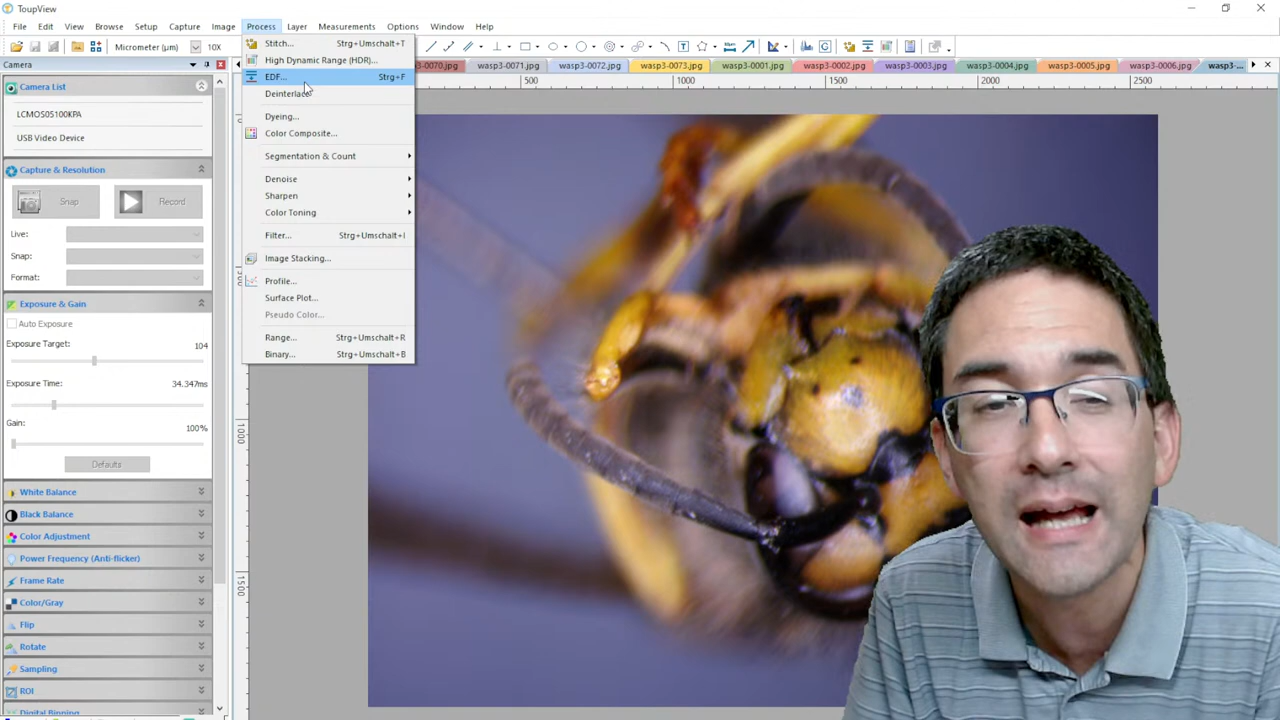 ToupView
File Edit View Browse Setup Capture Image Process Layer Measurements Options Window Help
Micrometer (µm) 10X
Camera
Camera List
LCMOS05100KPA
USB Video Device
Capture & Resolution
Snap Record
Live:
Snap:
Format:
Exposure & Gain
Auto Exposure
Exposure Target: 104
Exposure Time: 34.347ms
Gain: 100%
Defaults
White Balance
Black Balance
Color Adjustment
Power Frequency (Anti-flicker)
Frame Rate
Color/Gray
Flip
Rotate
Sampling
ROI
Digital Binning
Stitch... Strg+Umschalt+T
High Dynamic Range (HDR)...
EDF... Strg+F
Deinterlace
Dyeing...
Color Composite...
Segmentation & Count
Denoise
Sharpen
Color Toning
Filter... Strg+Umschalt+I
Image Stacking...
Profile...
Surface Plot...
Pseudo Color...
Range... Strg+Umschalt+R
Binary... Strg+Umschalt+B
-0070.jpg wasp3-0071.jpg wasp3-0072.jpg wasp3-0073.jpg wasp3-0001.jpg wasp3-0002.jpg wasp3-0003.jpg wasp3-0004.jpg wasp3-0005.jpg wasp3-0006.jpg wasp3-...
500 1000 1500 2000 2500
1000
1500